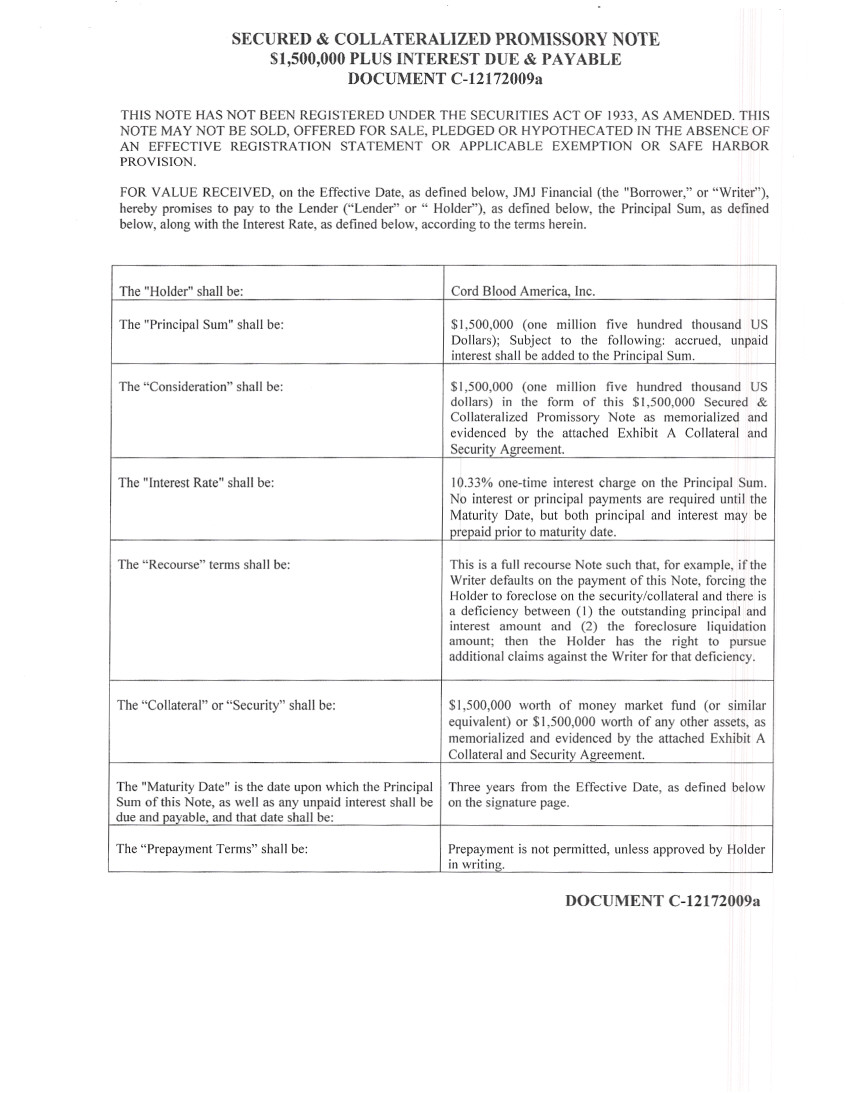 SECURED & COLLATERALIZED PROMISSORY NOTE
$1,500,000 PLUS INTEREST DUE & PAYABLE
DOCUMENT C-12172009a
THIS NOTE HAS NOT BEEN REGISTERED UNDER THE SECURITIES ACT OF 1933, AS AMENDED. THIS
NOTE MAY NOT BE SOLD, OFFERED FOR SALE, PLEDGED OR HYPOTHECATED IN THE ABSENCE OF
AN EFFECTIVE REGISTRATION STATEMENT OR APPLICABLE EXEMPTION OR SAFE HARBOR
PROVISION.
FOR VALUE RECEIVED, on the Effective Date, as defined below, JMJ Financial (the "Borrower,” or “Writer”),
hereby promises to pay to the Lender (“Lender” or “ Holder”), as defined below, the Principal Sum, as defined
below, along with the Interest Rate, as defined below, according to the terms herein.
The "Holder" shall be:
Cord Blood America, Inc.
The "Principal Sum" shall be:
$1,500,000 (one million five hundred thousand US
Dollars); Subject to the following: accrued, unpaid
interest shall be added to the Principal Sum.
The “Consideration” shall be:
$1,500,000 (one million five hundred thousand US
dollars) in the form of this $1,500,000 Secured &
Collateralized Promissory Note as memorialized and
evidenced by the attached Exhibit A Collateral and
Security Agreement.
The "Interest Rate" shall be:
10.33% one-time interest charge on the Principal Sum.
No interest or principal payments are required until the
Maturity Date, but both principal and interest may be
prepaid prior to maturity date.
The “Recourse” terms shall be:
This is a full recourse Note such that, for example, if the
Writer defaults on the payment of this Note, forcing the
Holder to foreclose on the security/collateral and there is
a deficiency between (1) the outstanding principal and
interest amount and (2) the foreclosure liquidation
amount; then the Holder has the right to pursue
additional claims against the Writer for that deficiency.
The “Collateral” or “Security” shall be:
$1,500,000 worth of money market fund (or similar
equivalent) or $1,500,000 worth of any other assets, as
memorialized and evidenced by the attached Exhibit A
Collateral and Security Agreement.
The "Maturity Date" is the date upon which the Principal
Sum of this Note, as well as any unpaid interest shall be
due and payable, and that date shall be:
Three years from the Effective Date, as defined below
on the signature page.
The “Prepayment Terms” shall be:
Prepayment is not permitted, unless approved by Holder
in writing.
DOCUMENT C-12172009a